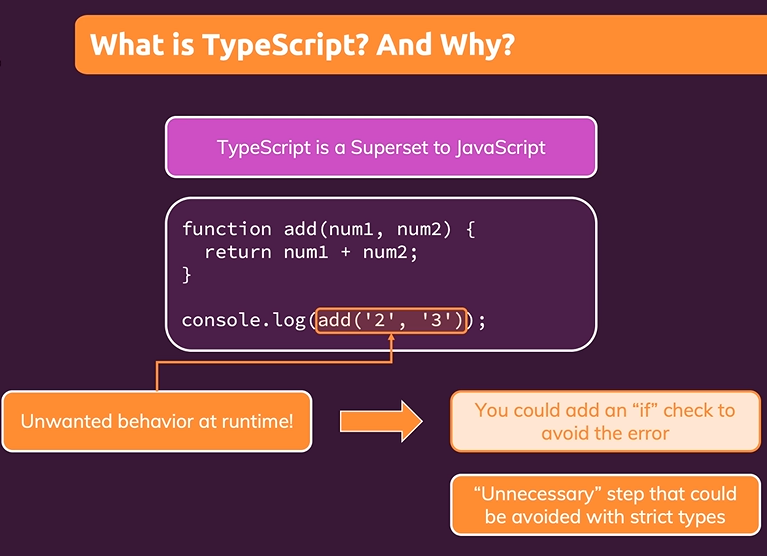 What is TypeScript? And Why?
TypeScript is a Superset to JavaScript
function add(num1, num2) {
  return num1 + num2;
}
console.log(add('2', '3'));
Unwanted behavior at runtime!
You could add an “if” check to
avoid the error
“Unnecessary” step that could
be avoided with strict types